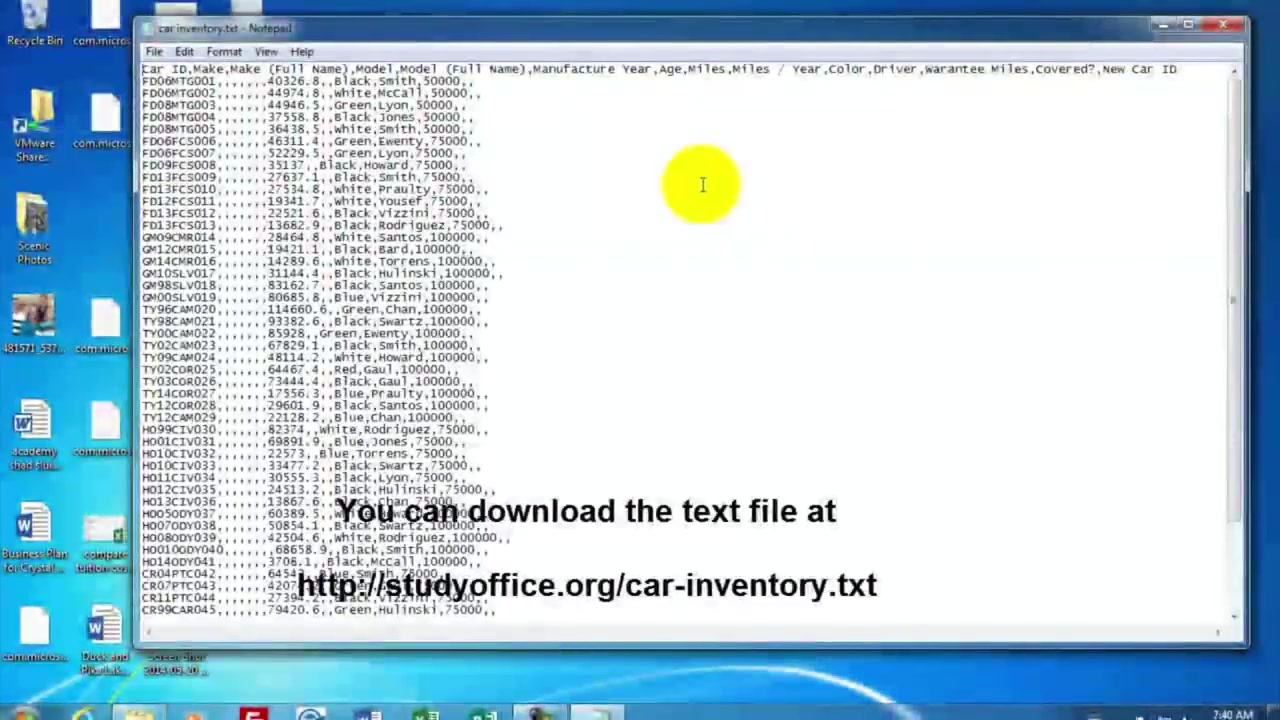 Recycle Bin
com.micros
car inventory.txt - Notepad
File Edit Format View Help
Car ID,Make,Make (Full Name),Model,Model (Full Name),Manufacture Year,Age,Miles,Miles / Year,Color,Driver,Warantee Miles,Covered?,New Car ID
FD06MTG001,,,,,,,40326.8,,Black,Smith,50000,,
FD06MTG002,,,,,,,44974.8,,White,McCall,50000,,
FD08MTG003,,,,,,,44946.5,,Green,Lyon,50000,,
FD08MTG004,,,,,,,37558.8,,Black,Jones,50000,,
FD08MTG005,,,,,,,36438.5,,White,Smith,50000,,
FD06FCS006,,,,,,,46311.4,,Green,Ewenty,75000,,
FD06FCS007,,,,,,,52229.5,,Green,Lyon,75000,,
FD09FCS008,,,,,,,35137,,Black,Howard,75000,,
FD13FCS009,,,,,,,27637.1,,Black,Smith,75000,,
FD13FCS010,,,,,,,27534.8,,White,Praulty,75000,,
FD12FCS011,,,,,,,19341.7,,White,Yousef,75000,,
FD13FCS012,,,,,,,22521.6,,Black,Vizzini,75000,,
FD13FCS013,,,,,,,13682.9,,Black,Rodriguez,75000,,
GM09CMR014,,,,,,,28464.8,,White,Santos,100000,,
GM12CMR015,,,,,,,19421.1,,Black,Bard,100000,,
GM14CMR016,,,,,,,14289.6,,White,Torrens,100000,,
GM10SLV017,,,,,,,31144.4,,Black,Hulinski,100000,,
GM98SLV018,,,,,,,83162.7,,Black,Santos,100000,,
GM00SLV019,,,,,,,80685.8,,Blue,Vizzini,100000,,
TY96CAM020,,,,,,,114660.6,,Green,Chan,100000,,
TY98CAM021,,,,,,,93382.6,,Black,Swartz,100000,,
TY00CAM022,,,,,,,85928,,Green,Ewenty,100000,,
TY02CAM023,,,,,,,67829.1,,Black,Smith,100000,,
TY09CAM024,,,,,,,48114.2,,White,Howard,100000,,
TY02COR025,,,,,,,64467.4,,Red,Gaul,100000,,
TY03COR026,,,,,,,73444.4,,Black,Gaul,100000,,
TY14COR027,,,,,,,17556.3,,Blue,Praulty,100000,,
TY12COR028,,,,,,,29601.9,,Black,Santos,100000,,
TY12CAM029,,,,,,,22128.2,,Blue,Chan,100000,,
HO99CIV030,,,,,,,82374,,White,Rodriguez,75000,,
HO01CIV031,,,,,,,69891.9,,Blue,Jones,75000,,
HO10CIV032,,,,,,,22573,,Blue,Torrens,75000,,
HO10CIV033,,,,,,,33477.2,,Black,Swartz,75000,,
HO11CIV034,,,,,,,30555.3,,Black,Lyon,75000,,
HO12CIV035,,,,,,,24513.2,,Black,Hulinski,75000,,
HO13CIV036,,,,,,,13867.6,,Black,Chan,75000,,
HO05ODY037,,,,,,,60389.5,,White,
HO07ODY038,,,,,,,50854.1,,Black,Swartz,100000,,
HO08ODY039,,,,,,,42504.6,,White,Rodriguez,100000,,
HO010ODY040,,,,,,,68658.9,,Black,Smith,100000,,
HO14ODY041,,,,,,,3708.1,,Black,McCall,100000,,
CR04PTC042,,,,,,,64542,,Blue,Smith,75000,,
CR07PTC043,,,,,,,42074
CR11PTC044,,,,,,,27394.2,,Black,Vizzini,75000,,
CR99CAR045,,,,,,,79420.6,,Green,Hulinski,75000,,
You can download the text file at
http://studyoffice.org/car-inventory.txt
VMware
Share...
com.micros
Scenic
Photos
481571_537...
com.micro
academy
com.micros
Business Plan
for Crystal
compare
tuition cos
com.micros...
Duck and
Screen Shot
2014-05-20...
7:40 AM